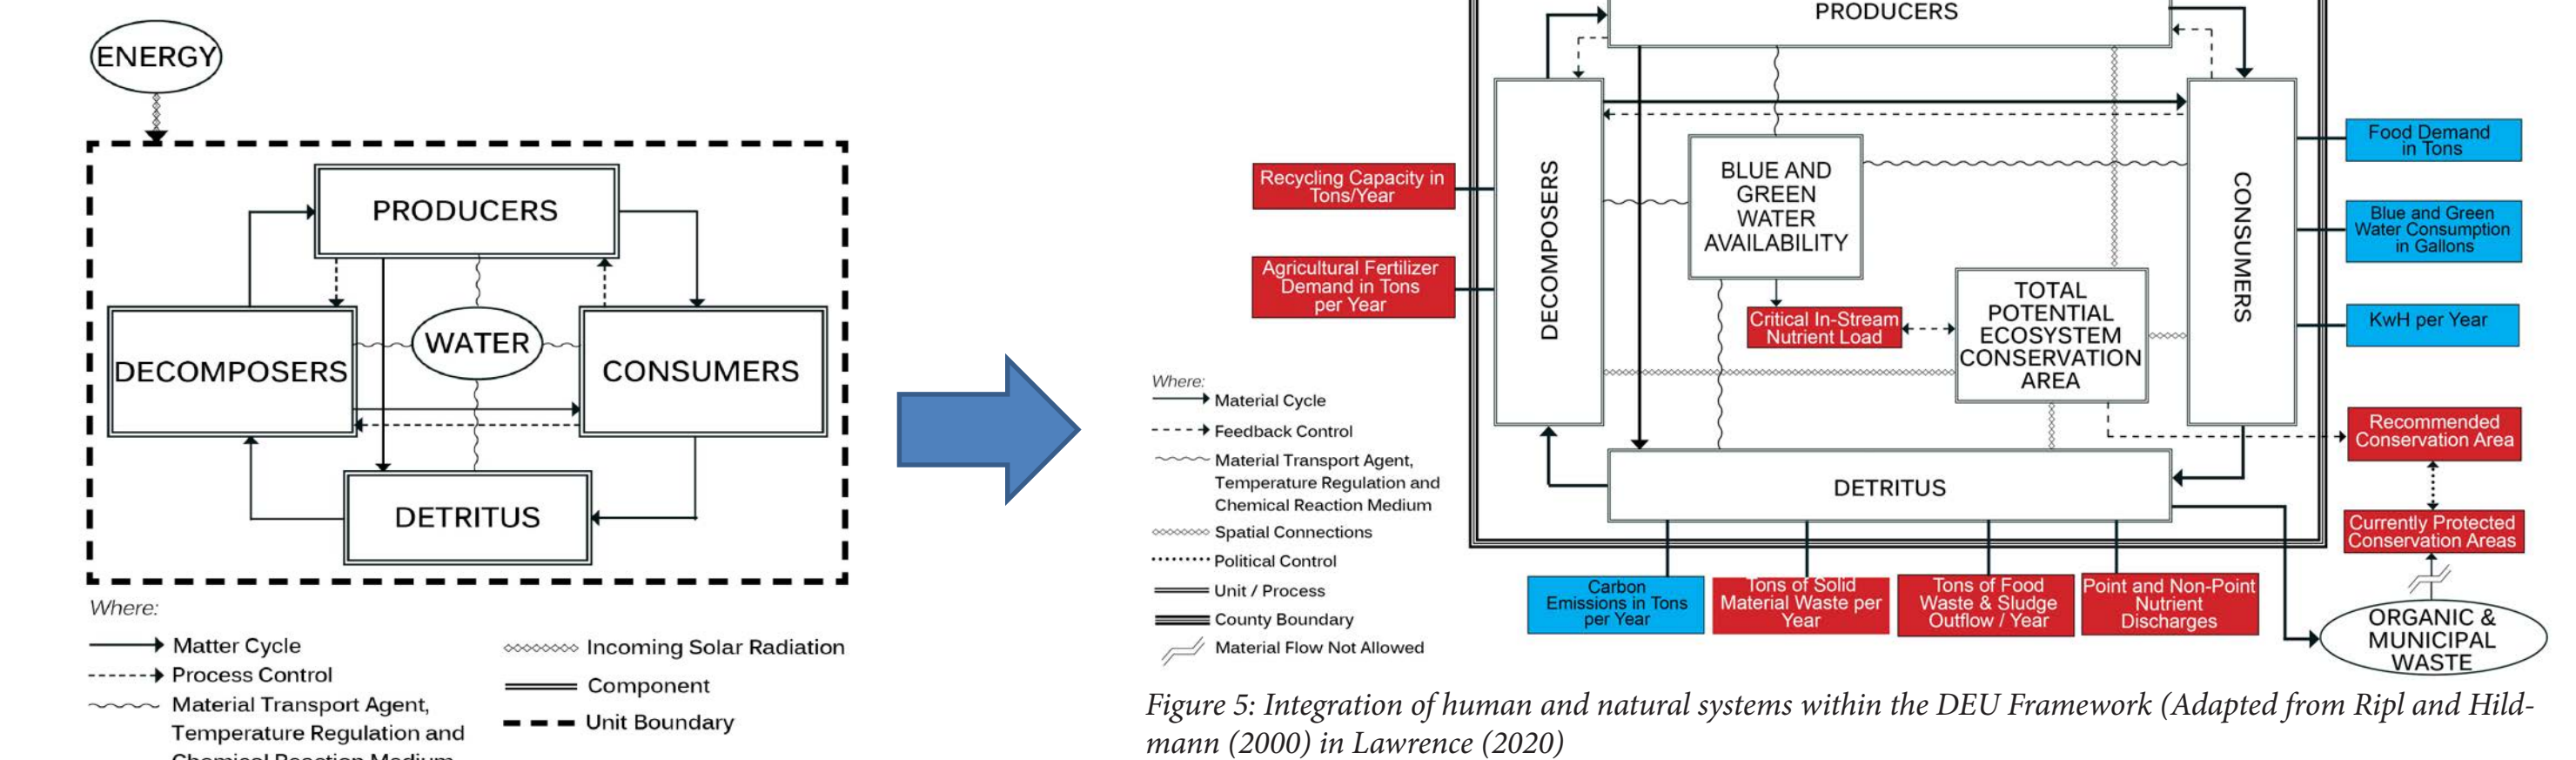 ENERGY
PRODUCERS
DECOMPOSERS
WATER
CONSUMERS
DETRITUS
Where:
Matter Cycle
Process Control
Material Transport Agent,
Temperature Regulation and
Chemical Reaction Medium
Incoming Solar Radiation
Component
Unit Boundary
PRODUCERS
Recycling Capacity in
Tons/Year
Agricultural Fertilizer
Demand in Tons
per Year
DECOMPOSERS
BLUE AND
GREEN
WATER
AVAILABILITY
Critical In-Stream
Nutrient Load
TOTAL
POTENTIAL
ECOSYSTEM
CONSERVATION
AREA
CONSUMERS
Food Demand
in Tons
Blue and Green
Water Consumption
in Gallons
KwH per Year
Recommended
Conservation Area
Currently Protected
Conservation Areas
DETRITUS
Carbon
Emissions in Tons
per Year
Tons of Solid
Material Waste per
Year
Tons of Food
Waste & Sludge
Outflow / Year
Point and Non-Point
Nutrient
Discharges
ORGANIC &
MUNICIPAL
WASTE
Where:
Material Cycle
Feedback Control
Material Transport Agent,
Temperature Regulation and
Chemical Reaction Medium
Spatial Connections
Political Control
Unit / Process
County Boundary
Material Flow Not Allowed
Figure 5: Integration of human and natural systems within the DEU Framework (Adapted from Ripl and Hild-
mann (2000) in Lawrence (2020)